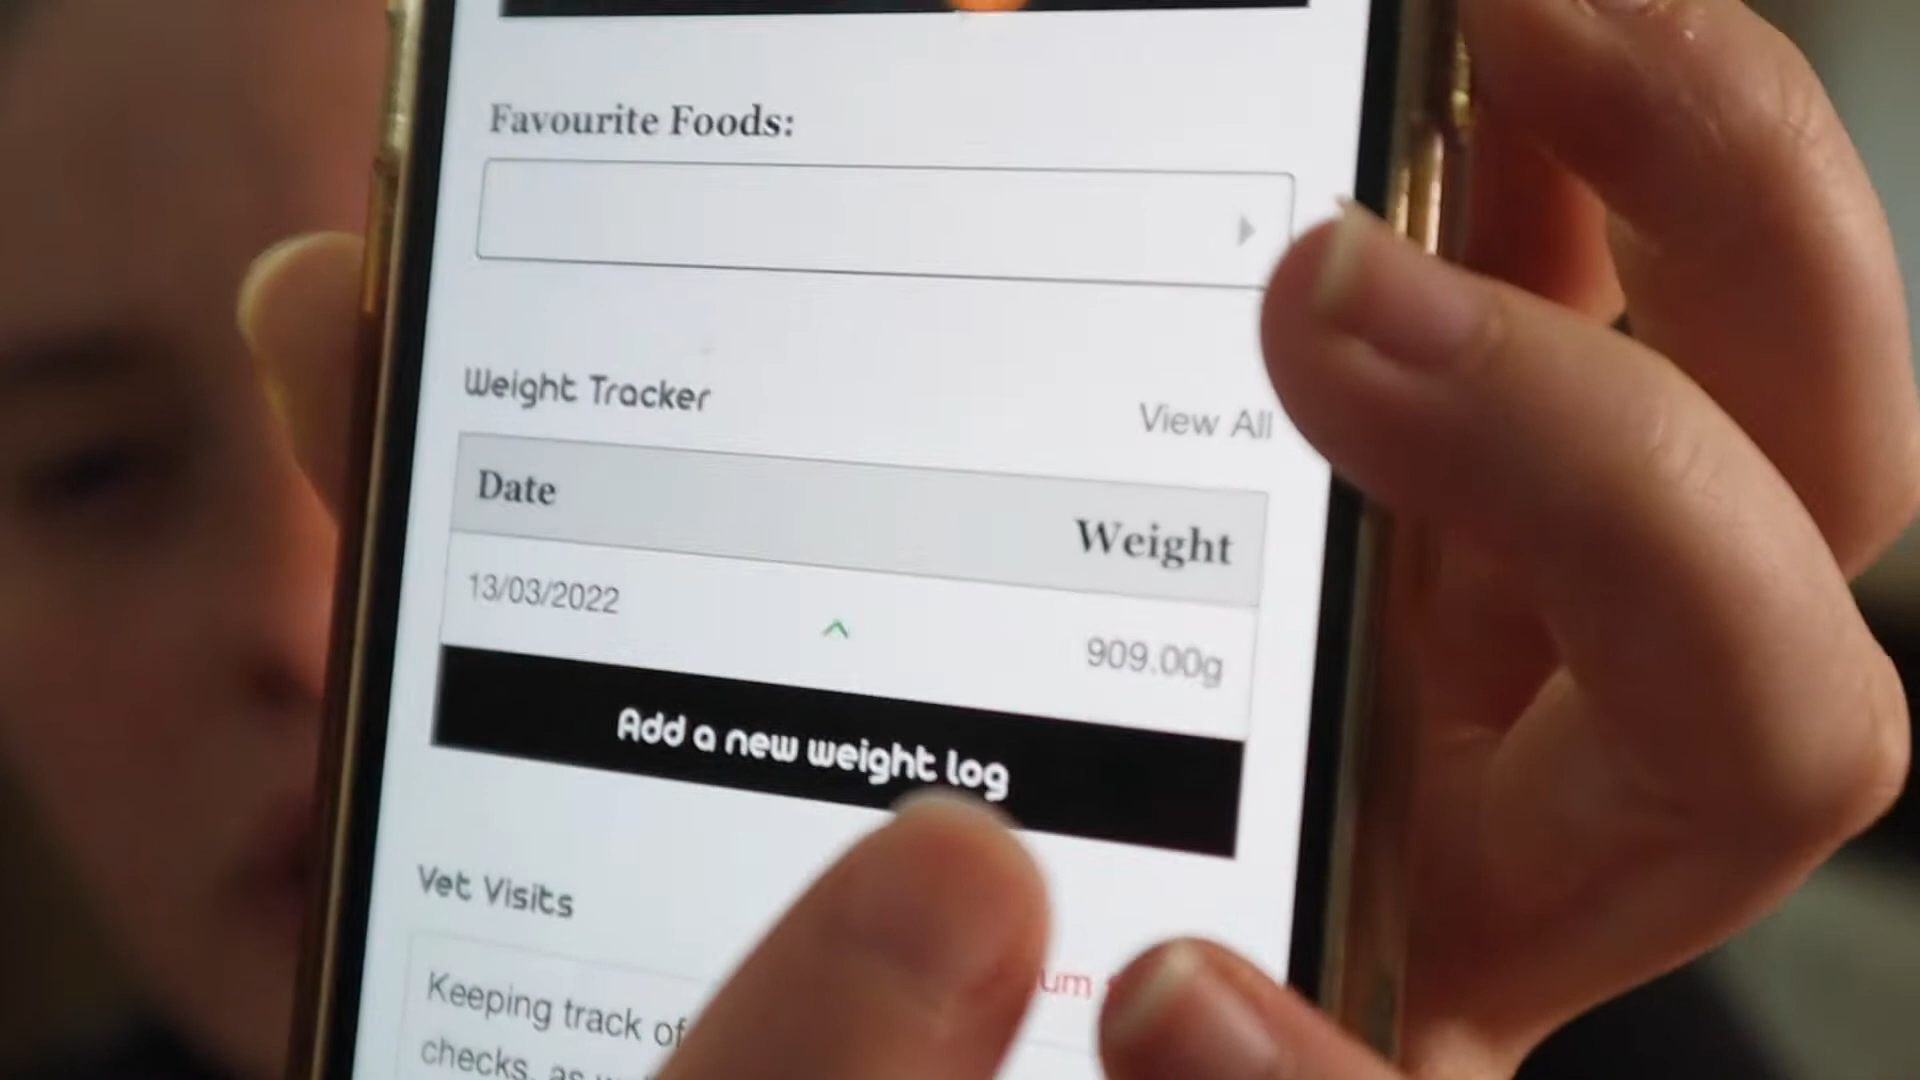 Favourite Foods:
Weight Tracker
View All
Date
Weight
13/03/2022
909.00g
Add a new weight log
Vet Visits
Keeping track of
checks, as